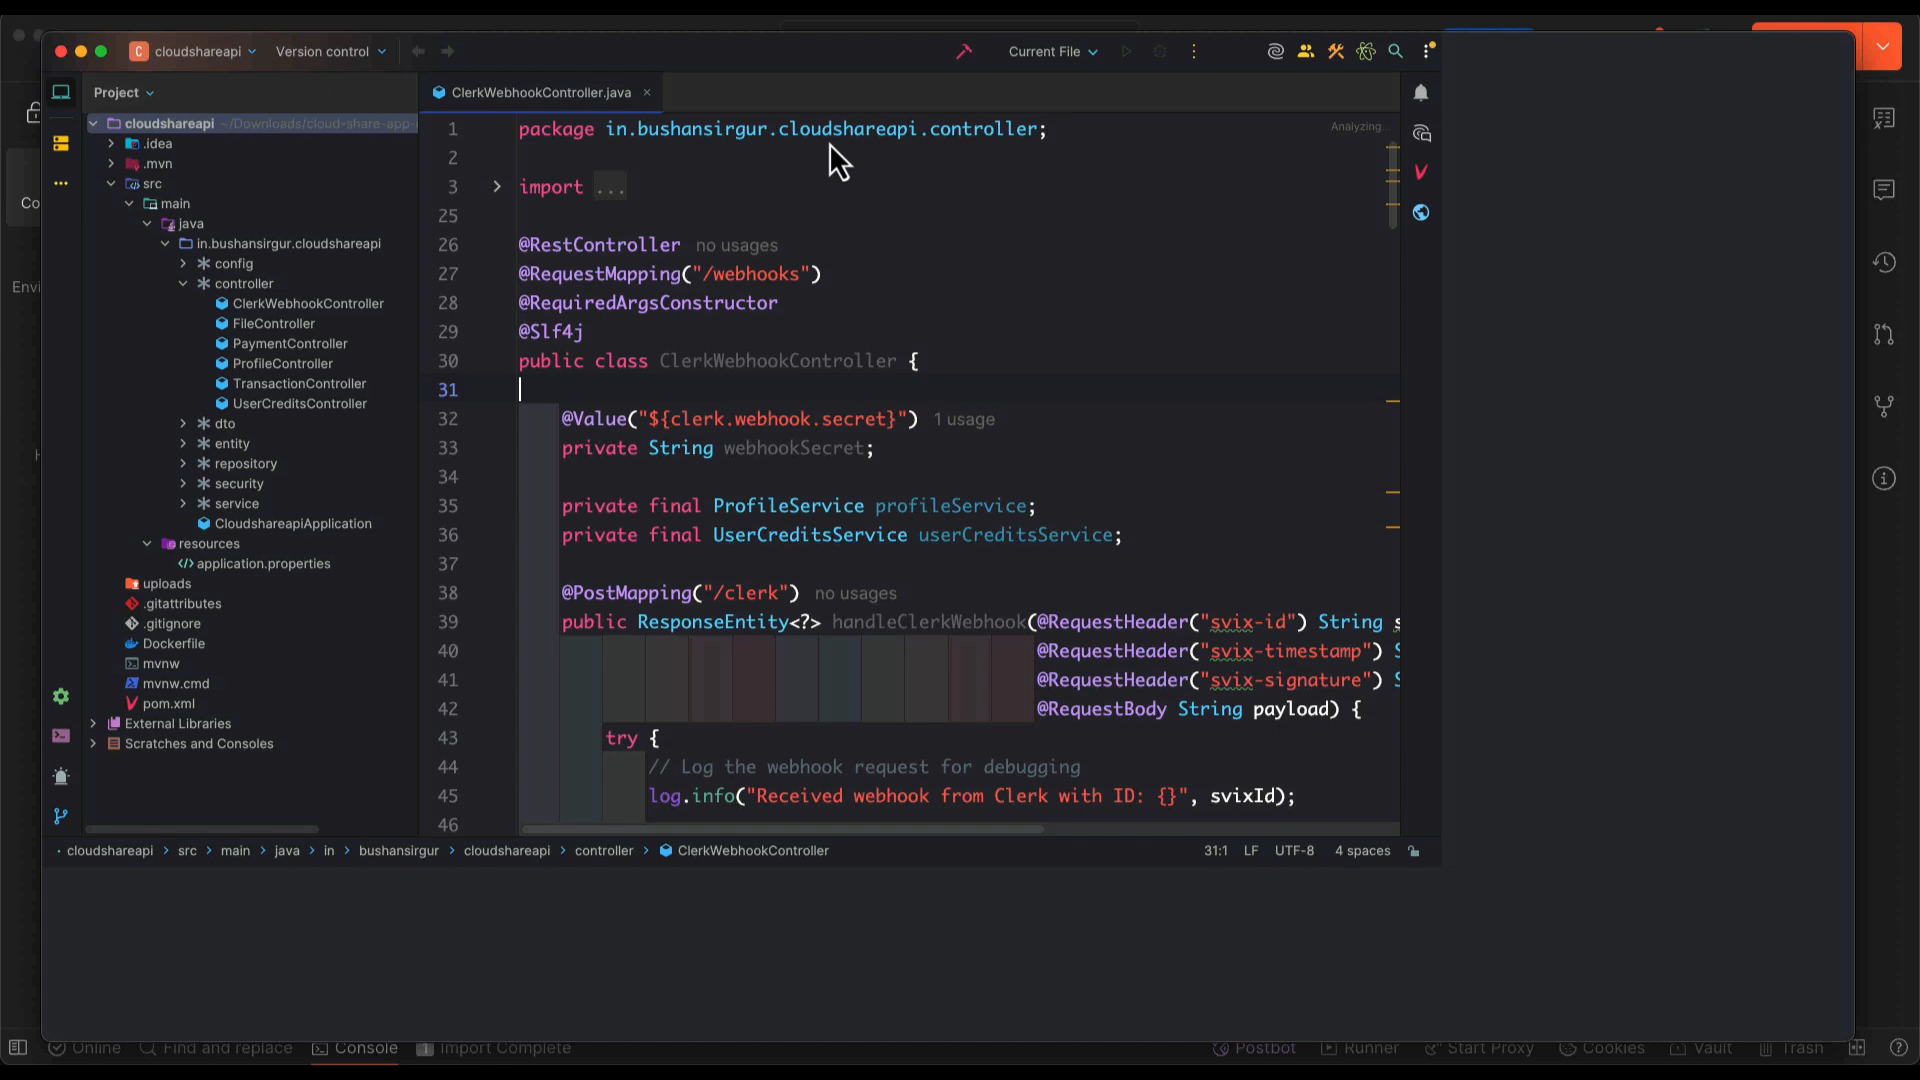 C cloudshareapi Version control Current File
Project
cloudshareapi ~/Downloads/cloud-share-app-
.idea
.mvn
src
main
java
in.bushansirgur.cloudshareapi
config
controller
ClerkWebhookController
FileController
PaymentController
ProfileController
TransactionController
UserCreditsController
dto
entity
repository
security
service
CloudshareapiApplication
resources
application.properties
uploads
.gitattributes
.gitignore
Dockerfile
mvnw
mvnw.cmd
pom.xml
External Libraries
Scratches and Consoles
Co
Envi
ClerkWebhookController.java
Analyzing...
1 package in.bushansirgur.cloudshareapi.controller;
2
3 import ...
25
26 @RestController no usages
27 @RequestMapping("/webhooks")
28 @RequiredArgsConstructor
29 @Slf4j
30 public class ClerkWebhookController {
31
32 @Value("${clerk.webhook.secret}") 1 usage
33 private String webhookSecret;
34
35 private final ProfileService profileService;
36 private final UserCreditsService userCreditsService;
37
38 @PostMapping("/clerk") no usages
39 public ResponseEntity<?> handleClerkWebhook(@RequestHeader("svix-id") String s
40 @RequestHeader("svix-timestamp") S
41 @RequestHeader("svix-signature") S
42 @RequestBody String payload) {
43 try {
44 // Log the webhook request for debugging
45 log.info("Received webhook from Clerk with ID: {}", svixId);
46
cloudshareapi > src > main > java > in > bushansirgur > cloudshareapi > controller > ClerkWebhookController
31:1 LF UTF-8 4 spaces
Online Find and replace Console Import Complete Postbot Runner Start Proxy Cookies Vault Trash